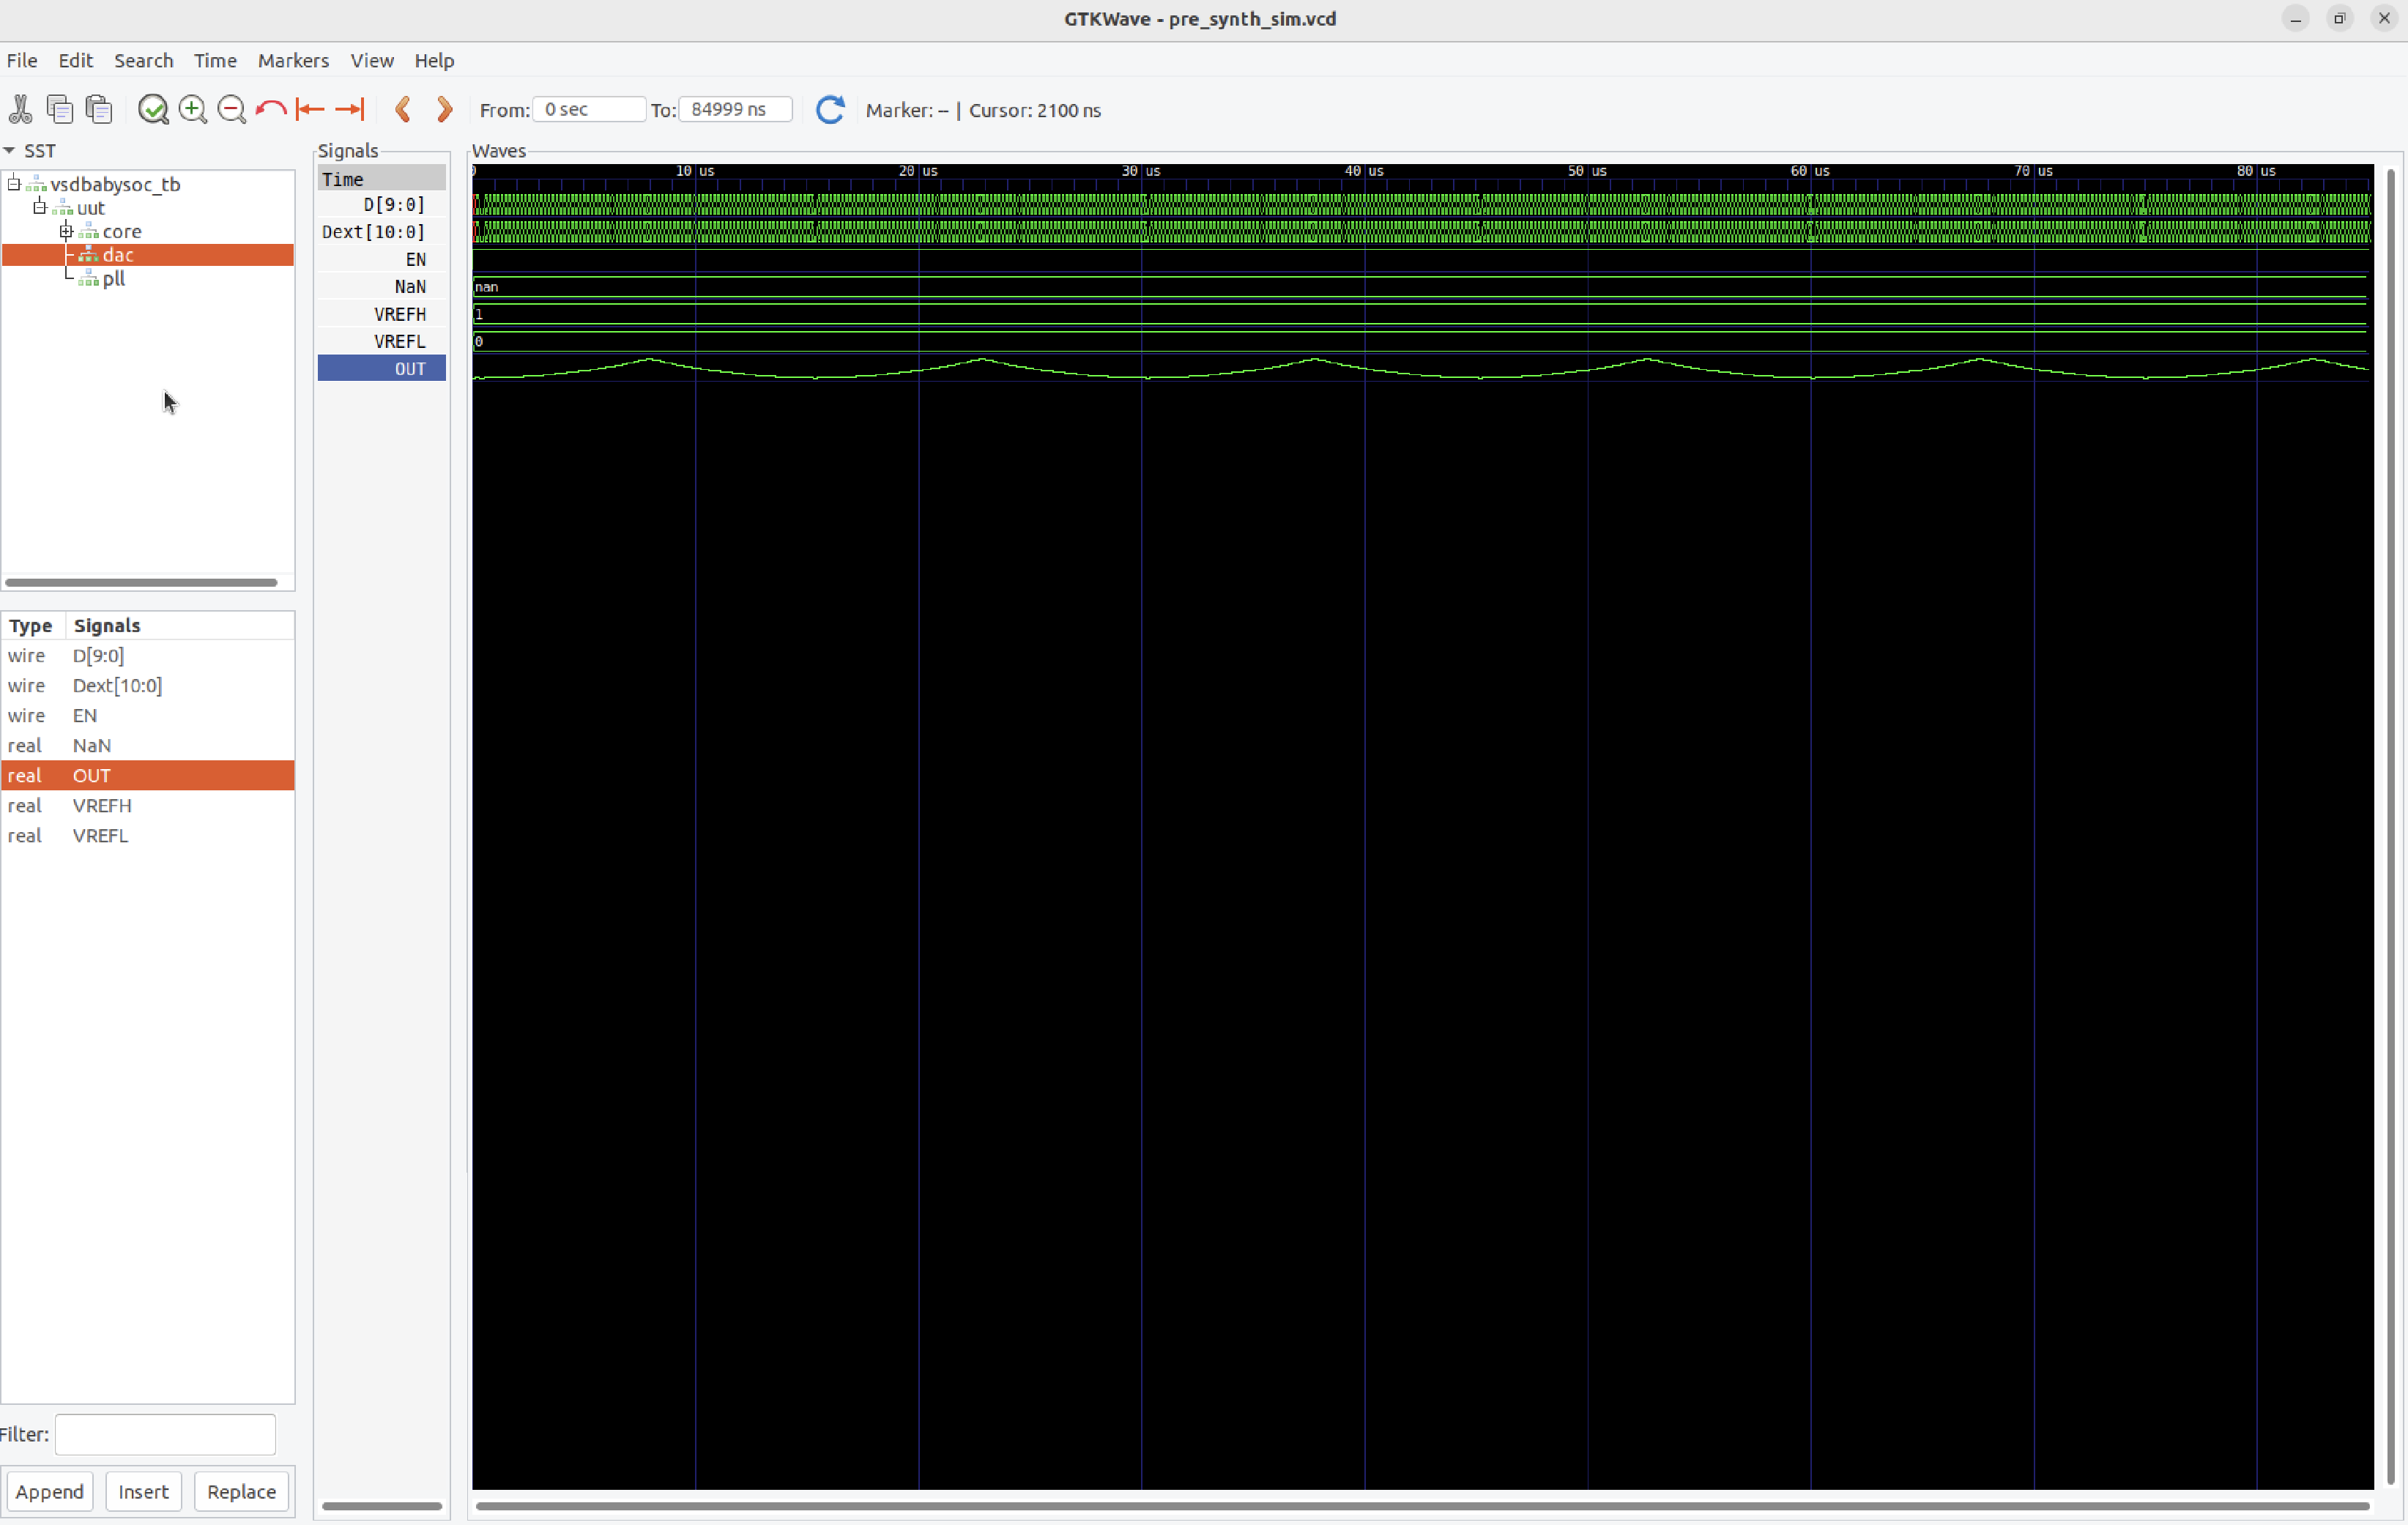 GTKWave - pre_synth_sim.vcd
File Edit Search Time Markers View Help
From: 0 sec To: 84999 ns Marker: -- | Cursor: 2100 ns
SST
vsdbabysoc_tb
uut
core
dac
pll
Type Signals
wire D[9:0]
wire Dext[10:0]
wire EN
real NaN
real OUT
real VREFH
real VREFL
Filter:
Append Insert Replace
Signals
Time
D[9:0]
Dext[10:0]
EN
NaN
VREFH
VREFL
OUT
Waves
10 us 20 us 30 us 40 us 50 us 60 us 70 us 80 us
nan
1
0